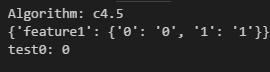 Algorithm: c4.5
{'feature1': {'0': '0', '1': '1'}}
test0: 0